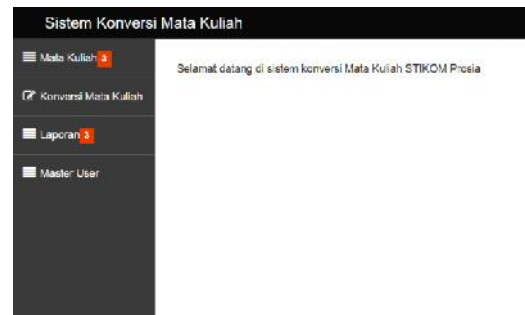 Sistem Konversi Mata Kuliah
Mata Kuliah 3
Selamat datang di sistem konversi Mata Kuliah STIKOM Prosia
Konversi Mata Kuliah
Laporan 3
Master User